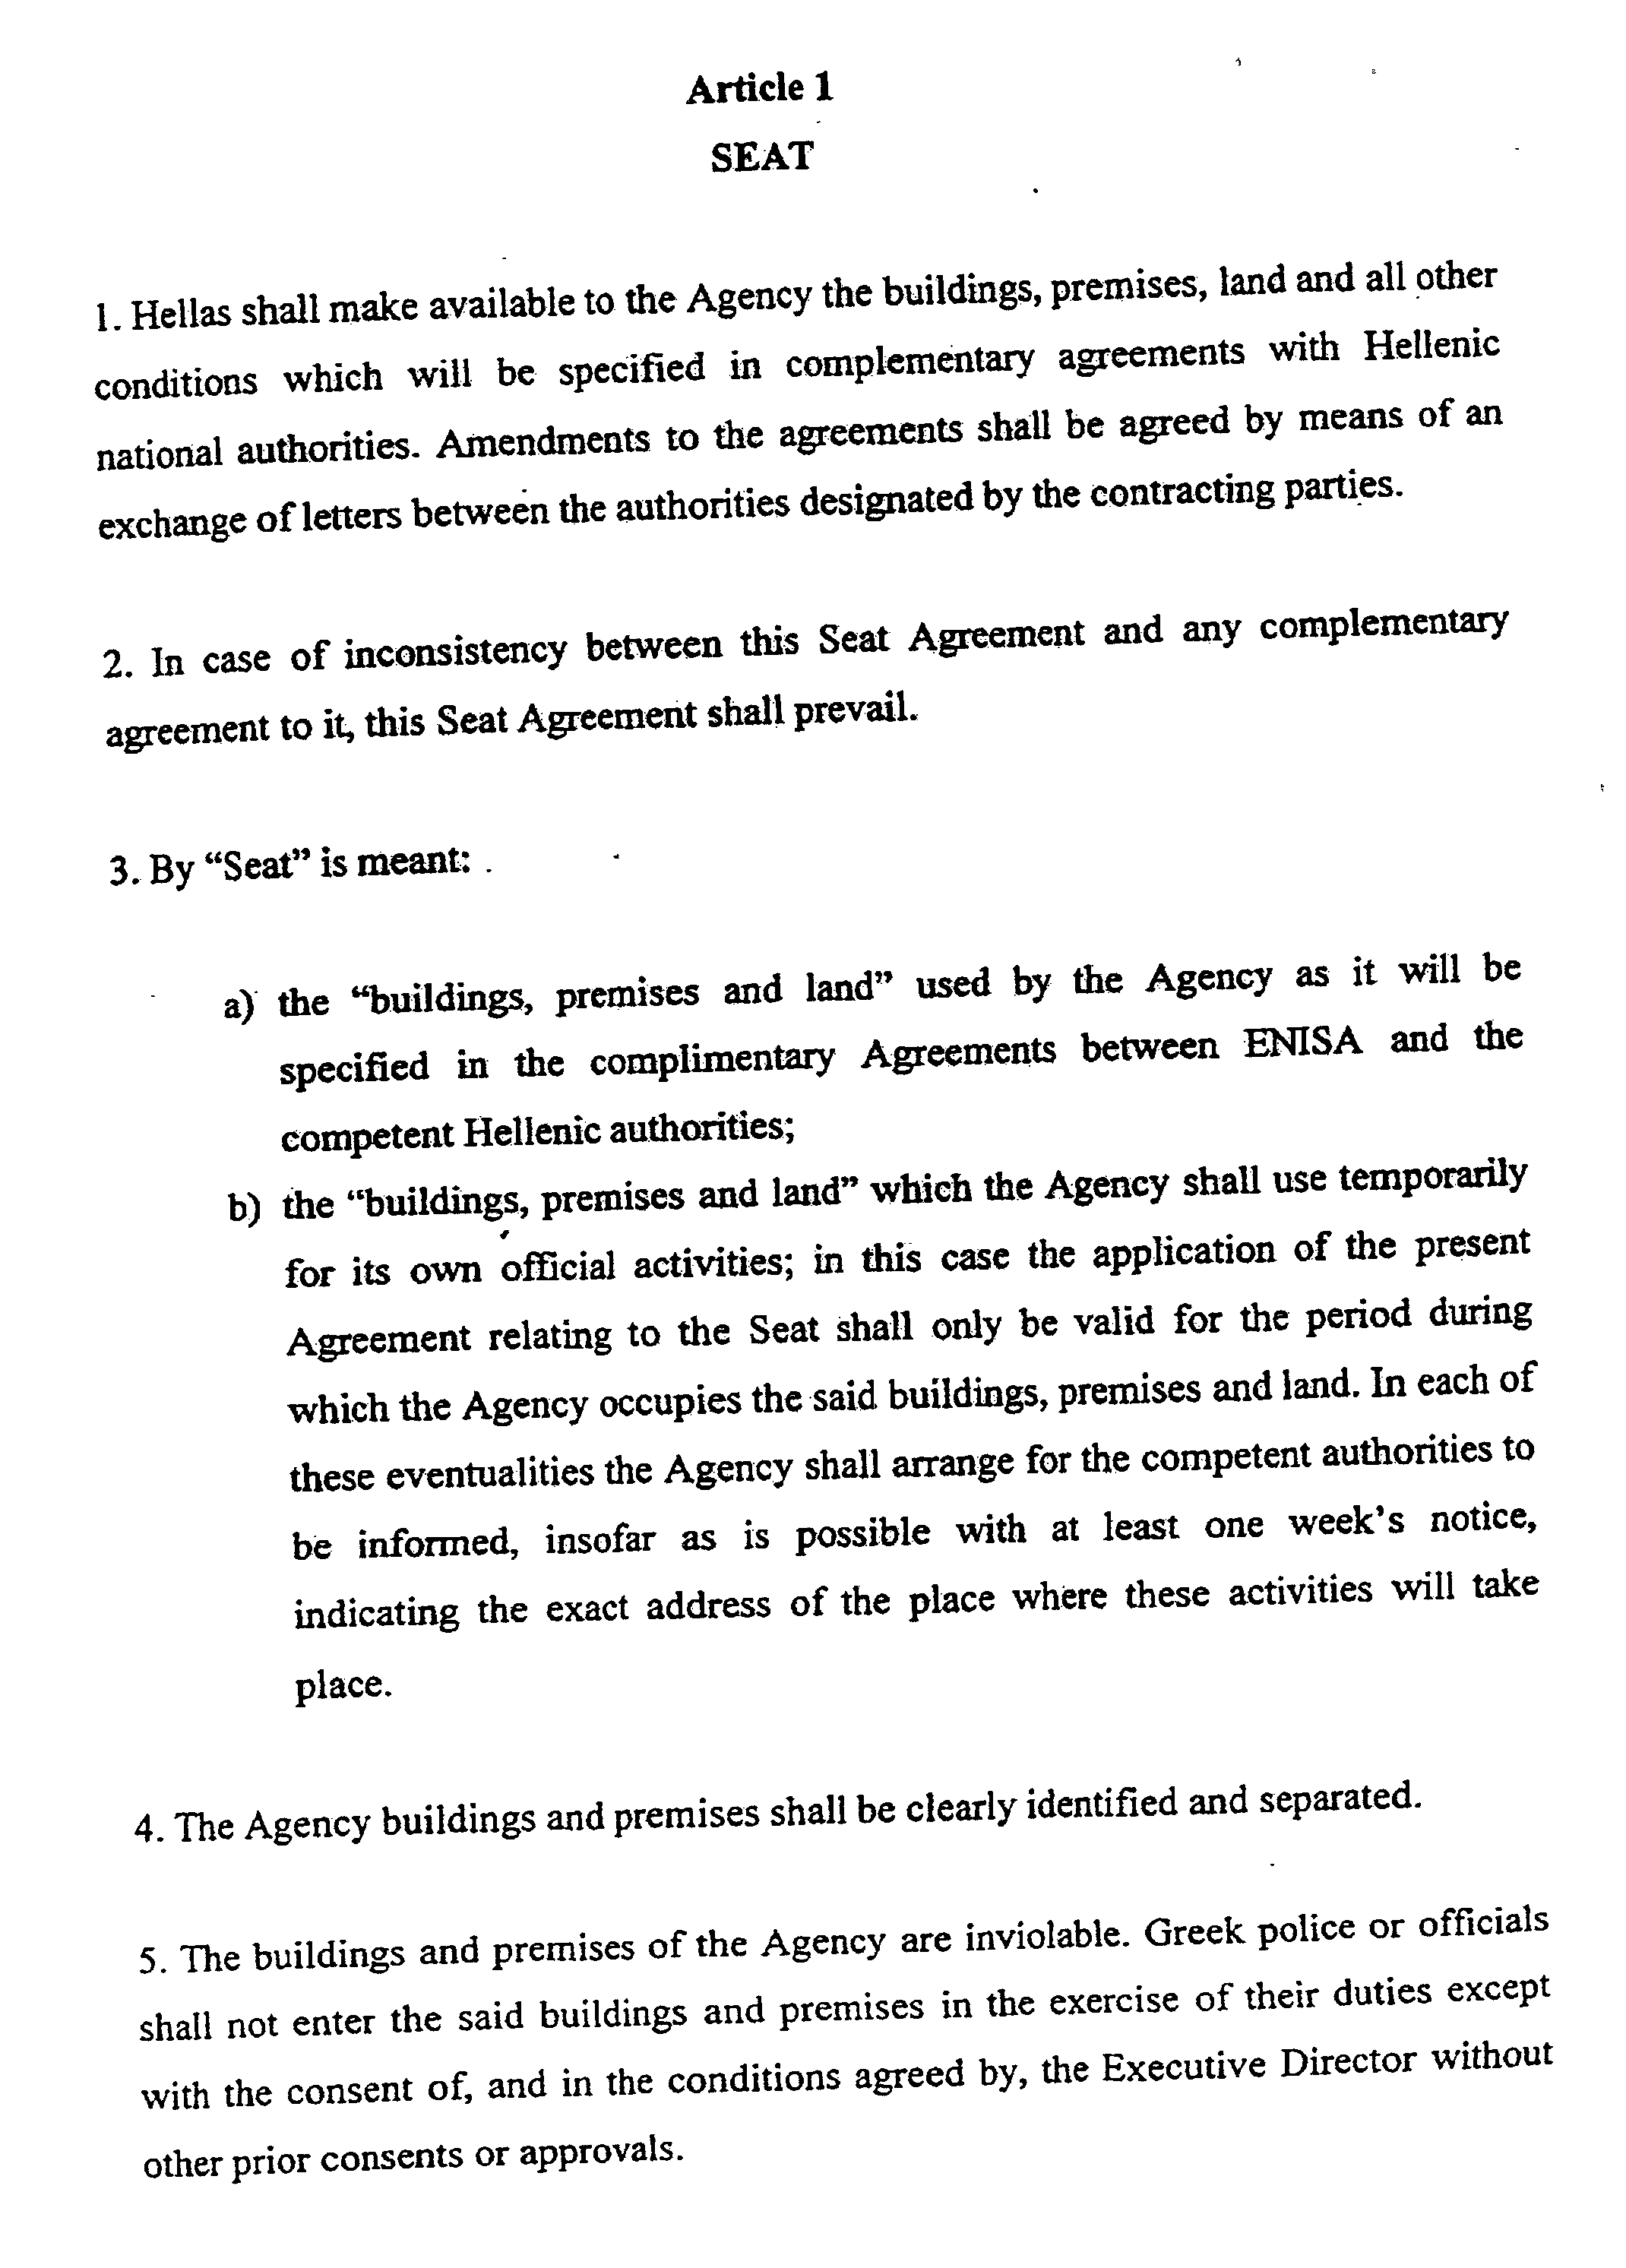 Article 1
SEAT
1. Hellas shall make available to the Agency the buildings, premises, land and all other
conditions which will be specified in complementary agreements with Hellenic
national authorities. Amendments to the agreements shall be agreed by means of an
exchange of letters between the authorities designated by the contracting parties.
2. In case of inconsistency between this Seat Agreement and any complementary
agreement to it, this Seat Agreement shall prevail.
3. By “Seat” is meant:
a) the “buildings, premises and land” used by the Agency as it will be
specified in the complimentary Agreements between ENISA and the
competent Hellenic authorities;
b) the “buildings, premises and land” which the Agency shall use temporarily
for its own official activities; in this case the application of the present
Agreement relating to the Seat shall only be valid for the period during
which the Agency occupies the said buildings, premises and land. In each of
these eventualities the Agency shall arrange for the competent authorities to
be informed, insofar as is possible with at least one week's notice,
indicating the exact address of the place where these activities will take
place.
4. The Agency buildings and premises shall be clearly identified and separated.
5. The buildings and premises of the Agency are inviolable. Greek police or officials
shall not enter the said buildings and premises in the exercise of their duties except
with the consent of, and in the conditions agreed by, the Executive Director without
other prior consents or approvals.